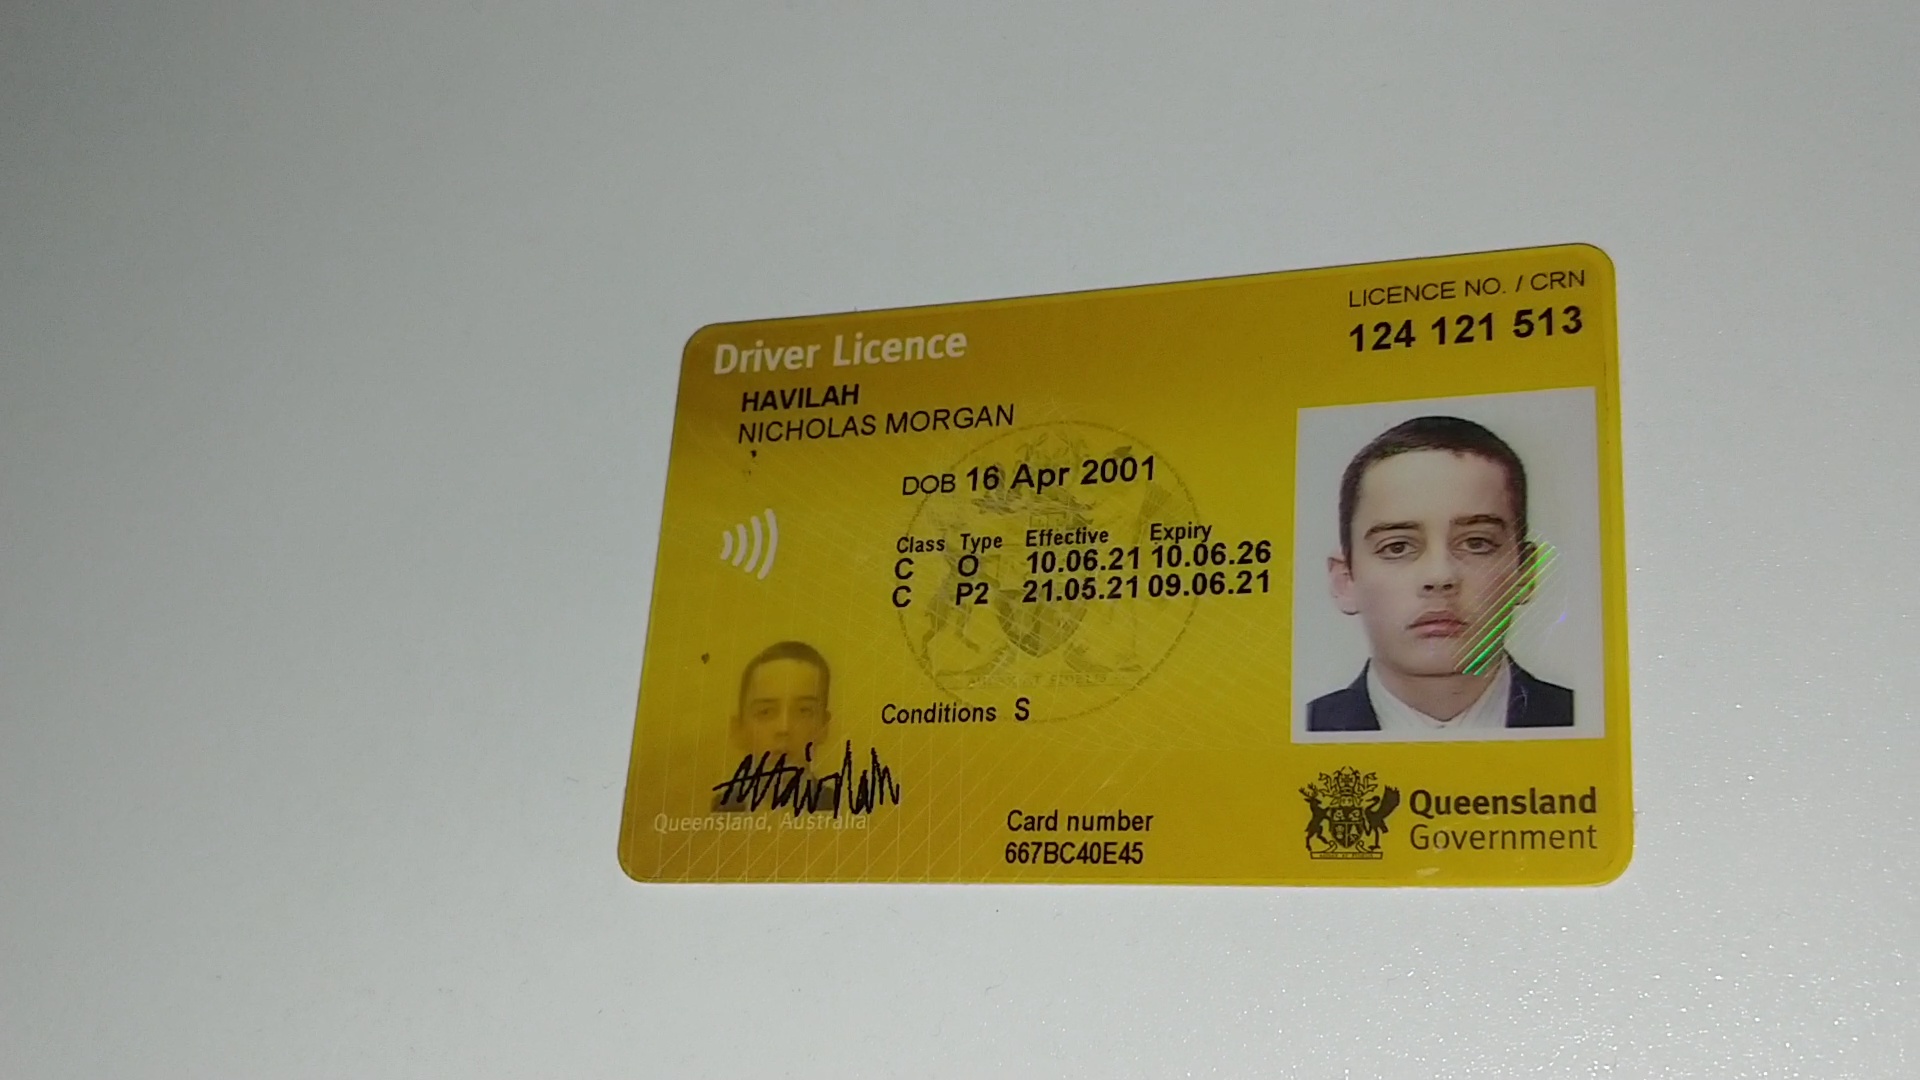 Driver Licence
LICENCE NO. / CRN
124 121 513
HAVILAH
NICHOLAS MORGAN
DOB 16 Apr 2001
Class Type Effective Expiry
C O 10.06.21 10.06.26
C P2 21.05.21 09.06.21
Conditions S
Queensland, Australia
Card number
667BC40E45
Queensland
Government